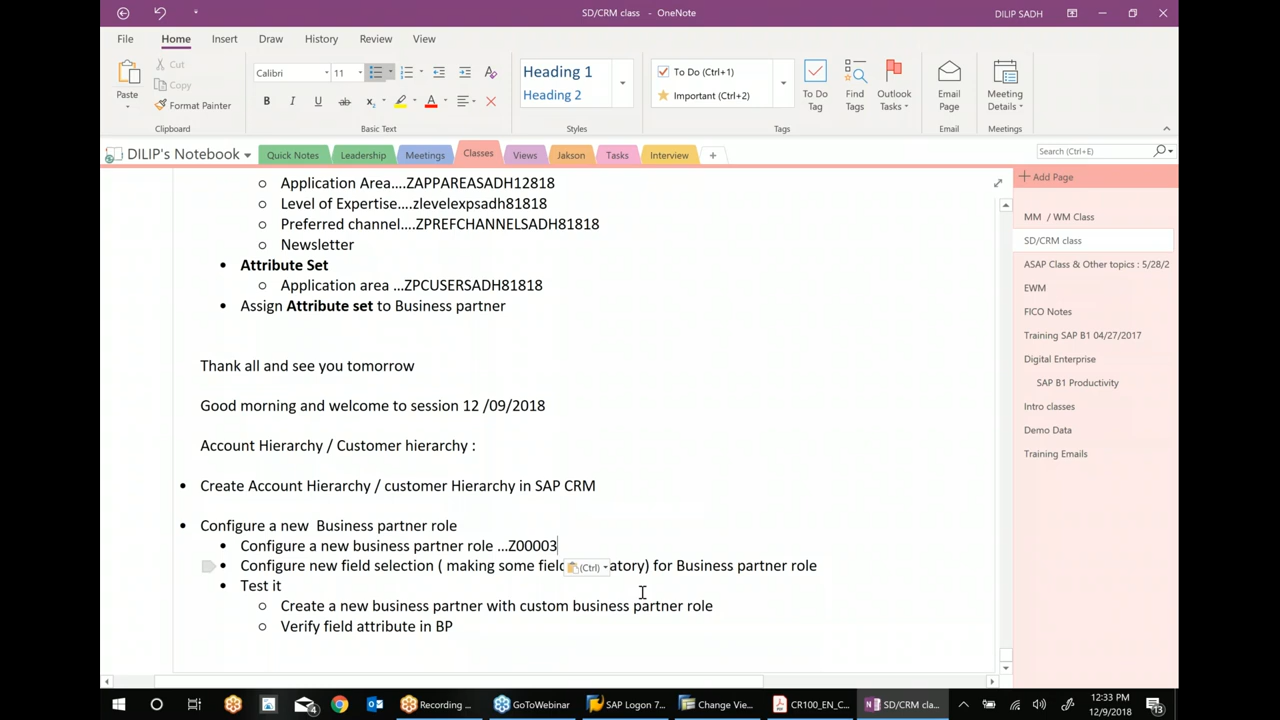 SD/CRM class - OneNote
DILIP SADH
File Home Insert Draw History Review View
Paste
Cut
Copy
Format Painter
Clipboard
Calibri 11
B I U ab x₂ A
Basic Text
Heading 1
Heading 2
Styles
To Do (Ctrl+1)
Important (Ctrl+2)
To Do Tag
Find Tags
Outlook Tasks
Tags
Email Page
Email
Meeting Details
Meetings
DILIP's Notebook Quick Notes Leadership Meetings Classes Views Jakson Tasks Interview
Search (Ctrl+E)
Application Area....ZAPPAREASADH12818
Level of Expertise....zlevelexpsadh81818
Preferred channel....ZPREFCHANNELSADH81818
Newsletter
Attribute Set
Application area ...ZPCUSERSADH81818
Assign Attribute set to Business partner
Thank all and see you tomorrow
Good morning and welcome to session 12 /09/2018
Account Hierarchy / Customer hierarchy :
Create Account Hierarchy / customer Hierarchy in SAP CRM
Configure a new Business partner role
Configure a new business partner role ...Z00003
Configure new field selection ( making some field (Ctrl) atory) for Business partner role
Test it
Create a new business partner with custom business partner role
Verify field attribute in BP
Add Page
MM / WM Class
SD/CRM class
ASAP Class & Other topics : 5/28/2
EWM
FICO Notes
Training SAP B1 04/27/2017
Digital Enterprise
SAP B1 Productivity
Intro classes
Demo Data
Training Emails
4
Recording ...
GoToWebinar
SAP Logon 7...
Change Vie...
CR100_EN_C...
SD/CRM cla...
12:33 PM
12/9/2018
13